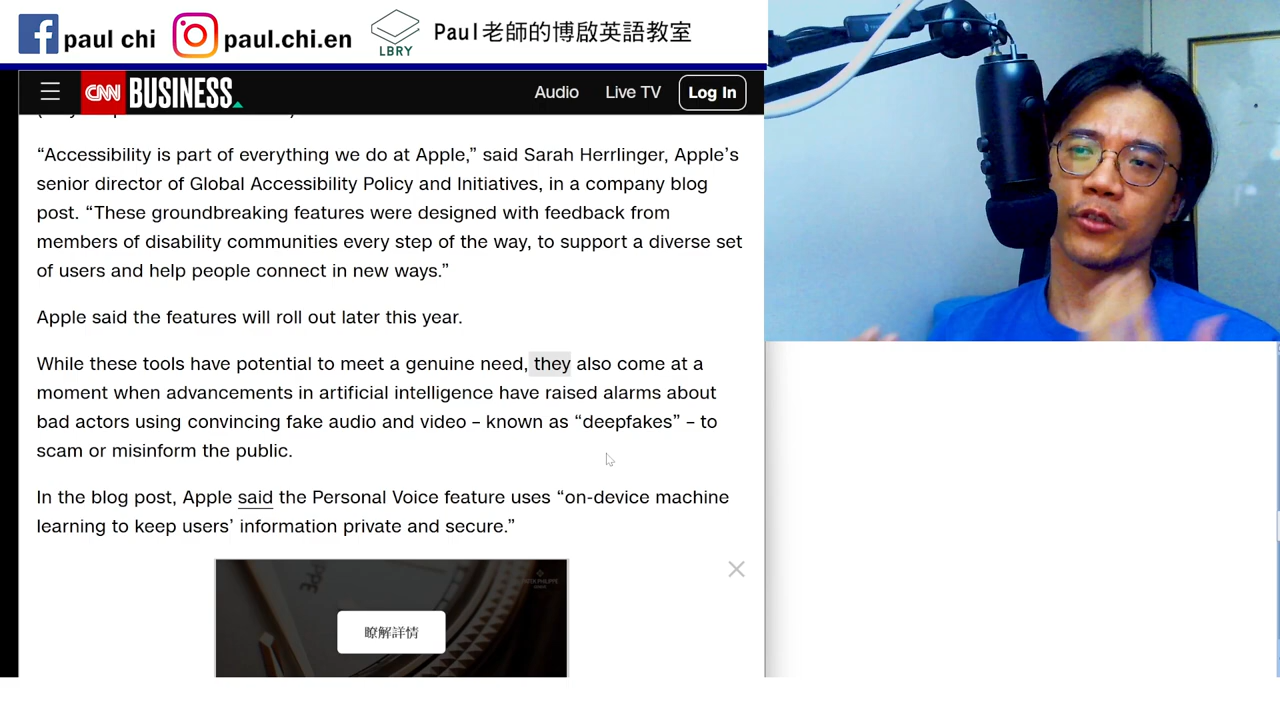 paul chi
paul.chi.en
LBRY
Paul老師的博啟英語教室
CNN BUSINESS
Audio
Live TV
Log In
“Accessibility is part of everything we do at Apple,” said Sarah Herrlinger, Apple’s
senior director of Global Accessibility Policy and Initiatives, in a company blog
post. “These groundbreaking features were designed with feedback from
members of disability communities every step of the way, to support a diverse set
of users and help people connect in new ways.”
Apple said the features will roll out later this year.
While these tools have potential to meet a genuine need, they also come at a
moment when advancements in artificial intelligence have raised alarms about
bad actors using convincing fake audio and video – known as “deepfakes” – to
scam or misinform the public.
In the blog post, Apple said the Personal Voice feature uses “on-device machine
learning to keep users’ information private and secure.”
PATEK PHILIPPE
瞭解詳情